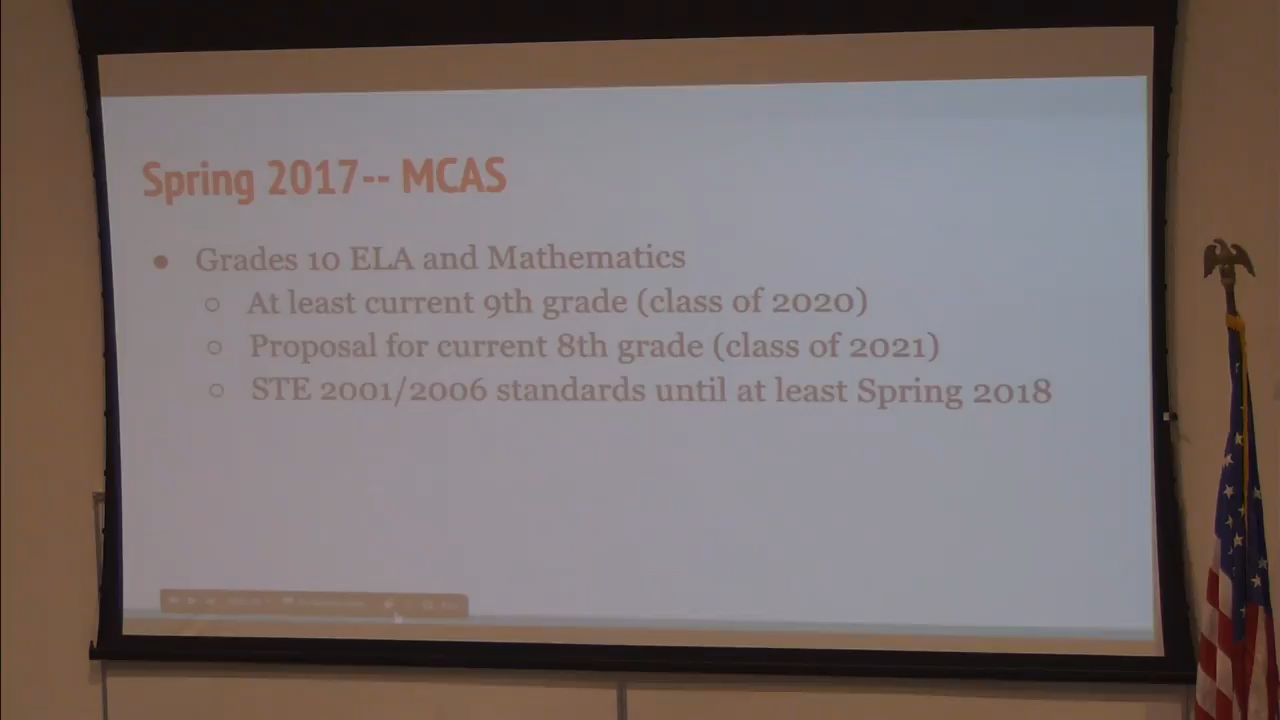 Spring 2017-- MCAS
● Grades 10 ELA and Mathematics
○ At least current 9th grade (class of 2020)
○ Proposal for current 8th grade (class of 2021)
○ STE 2001/2006 standards until at least Spring 2018